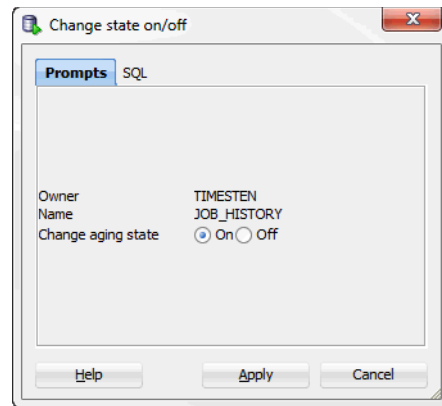 Change state on/off
Prompts SQL
Owner TIMESTEN
Name JOB_HISTORY
Change aging state On Off
Help Apply Cancel